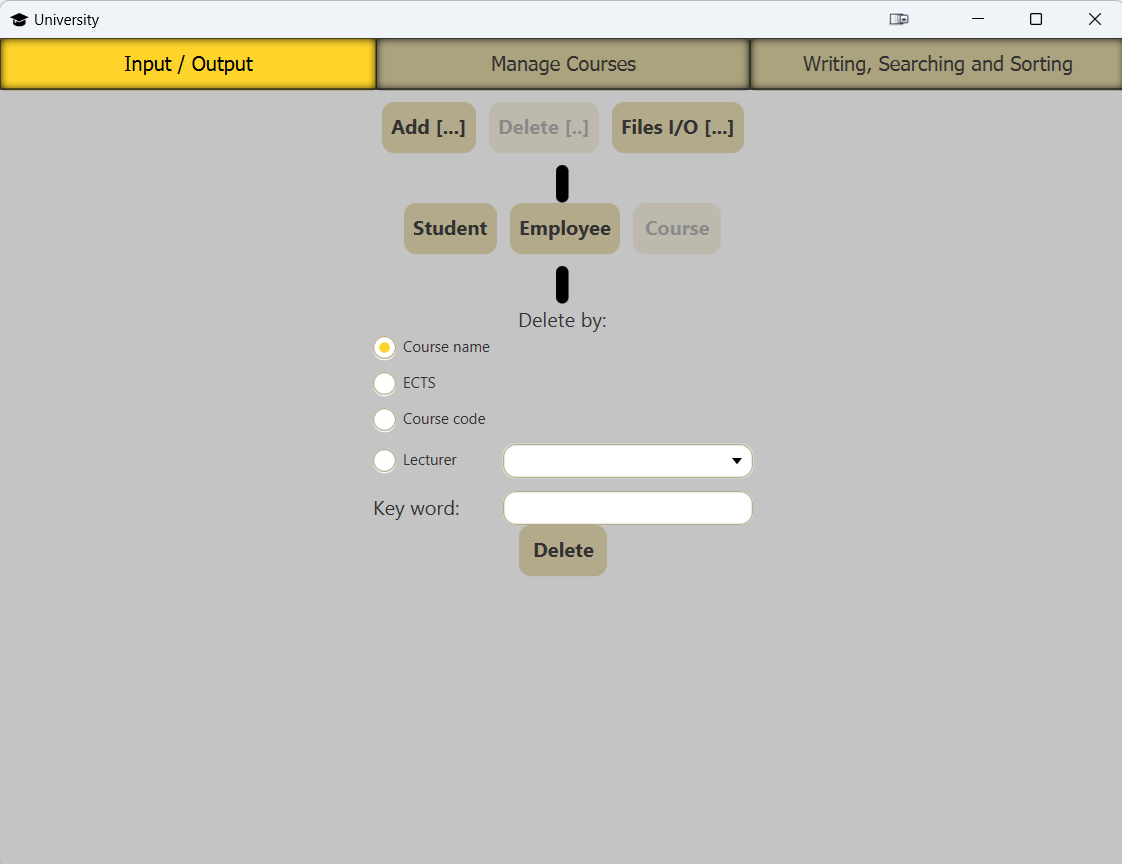 University
Input / Output Manage Courses Writing, Searching and Sorting
Add [...] Delete [..] Files I/O [...]
Student Employee Course
Delete by:
Course name
ECTS
Course code
Lecturer
Key word:
Delete